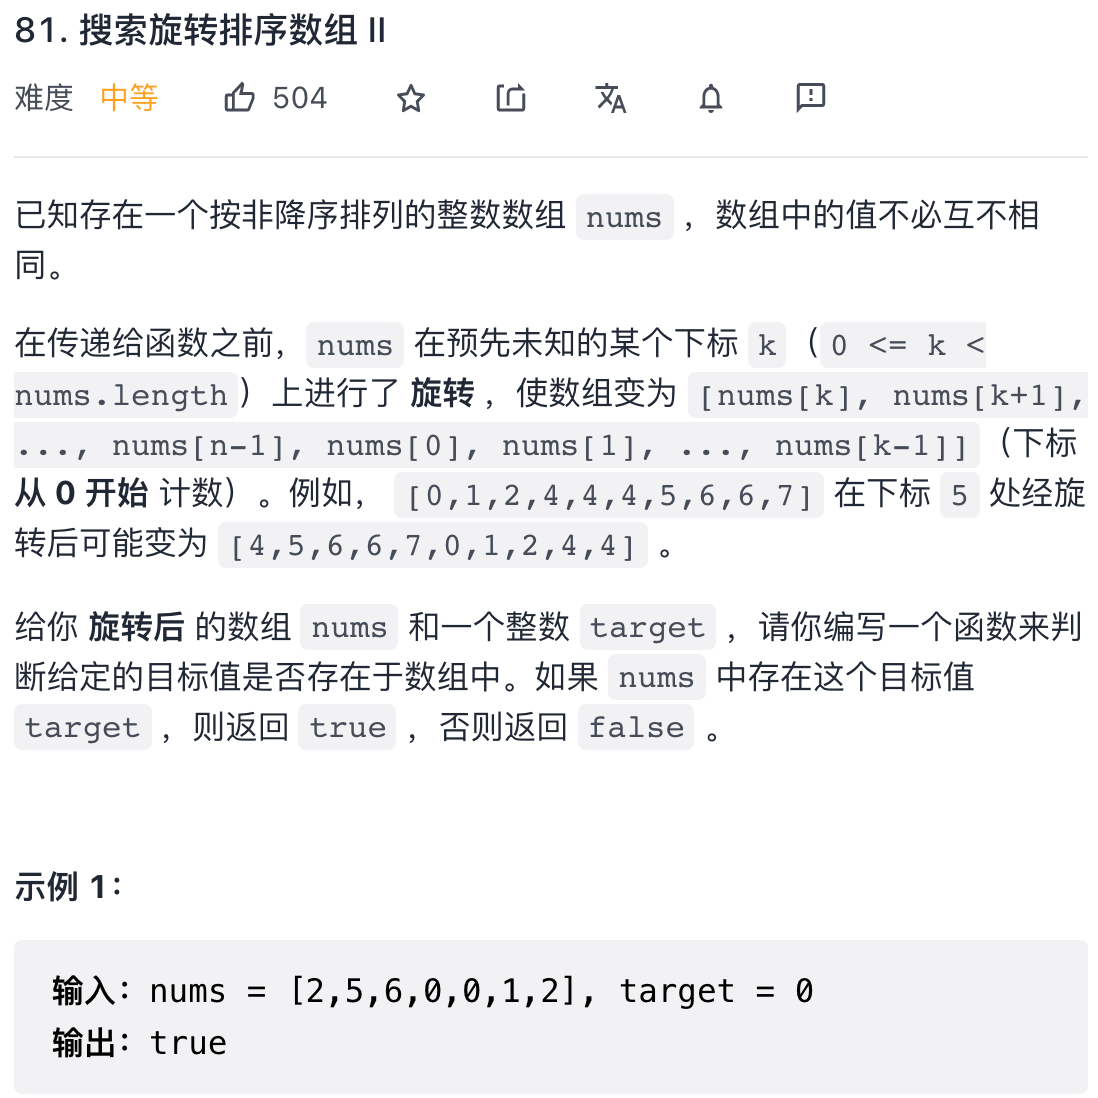 81. 搜索旋转排序数组 II
难度 中等 504
已知存在一个按非降序排列的整数数组 nums ，数组中的值不必互不相
同。
在传递给函数之前，nums 在预先未知的某个下标 k（0 <= k <
nums.length）上进行了 旋转 ，使数组变为 [nums[k], nums[k+1],
..., nums[n-1], nums[0], nums[1], ..., nums[k-1]]（下标
从 0 开始 计数）。例如， [0,1,2,4,4,4,5,6,6,7] 在下标 5 处经旋
转后可能变为 [4,5,6,6,7,0,1,2,4,4] 。
给你 旋转后 的数组 nums 和一个整数 target ，请你编写一个函数来判
断给定的目标值是否存在于数组中。如果 nums 中存在这个目标值
target ，则返回 true ，否则返回 false 。
示例 1：
输入：nums = [2,5,6,0,0,1,2], target = 0
输出：true